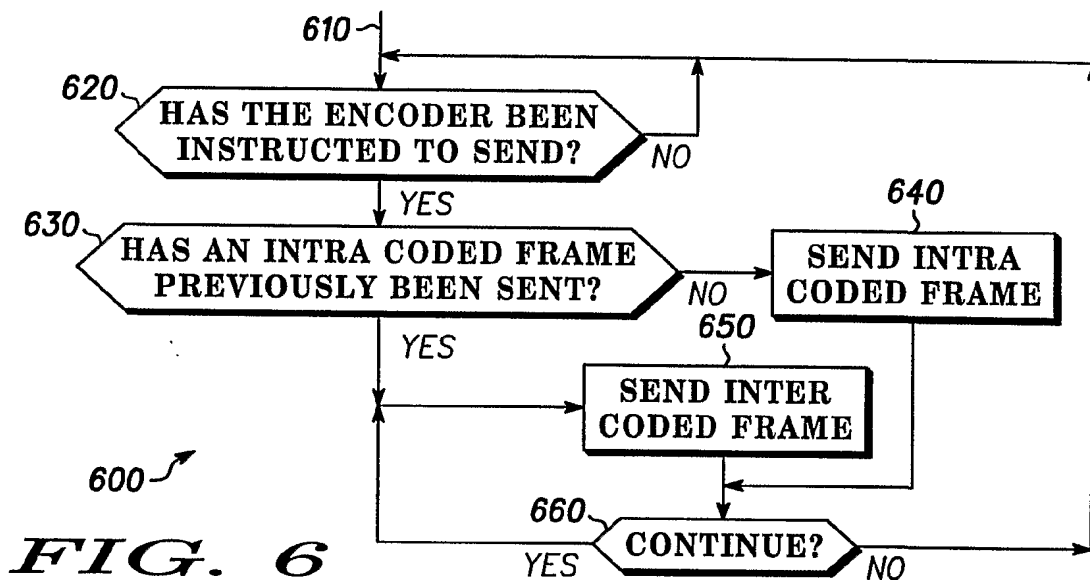 610
620
HAS THE ENCODER BEEN
INSTRUCTED TO SEND?
NO
YES
640
630
HAS AN INTRA CODED FRAME
PREVIOUSLY BEEN SENT?
NO
SEND INTRA
CODED FRAME
YES
650
SEND INTER
CODED FRAME
600
660
CONTINUE?
YES
NO
FIG. 6